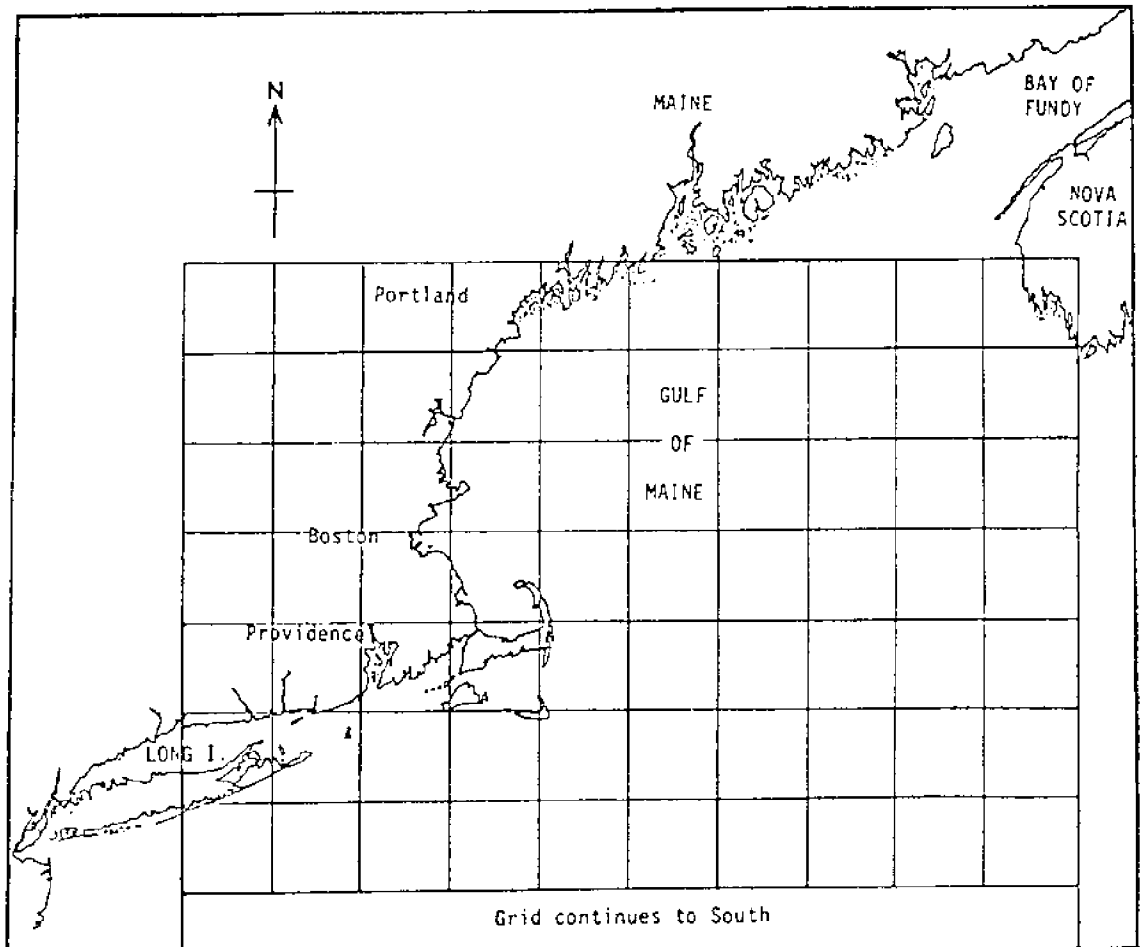 N
MAINE
BAY OF
FUNDY
NOVA
SCOTIA
Portland
GULF
OF
MAINE
Boston
Providence
LONG I.
Grid continues to South